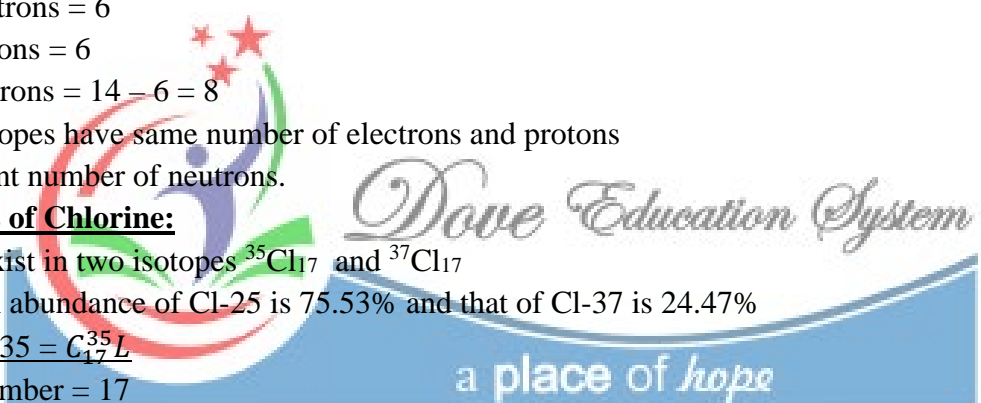 trons = 6
ons = 6
rons = 14 – 6 = 8
opes have same number of electrons and protons
nt number of neutrons.
Dove Education System
of Chlorine:
xist in two isotopes ³⁵Cl₁₇ and ³⁷Cl₁₇
abundance of Cl-25 is 75.53% and that of Cl-37 is 24.47%
35 = C₁₇³⁵L
a place of hope
mber = 17